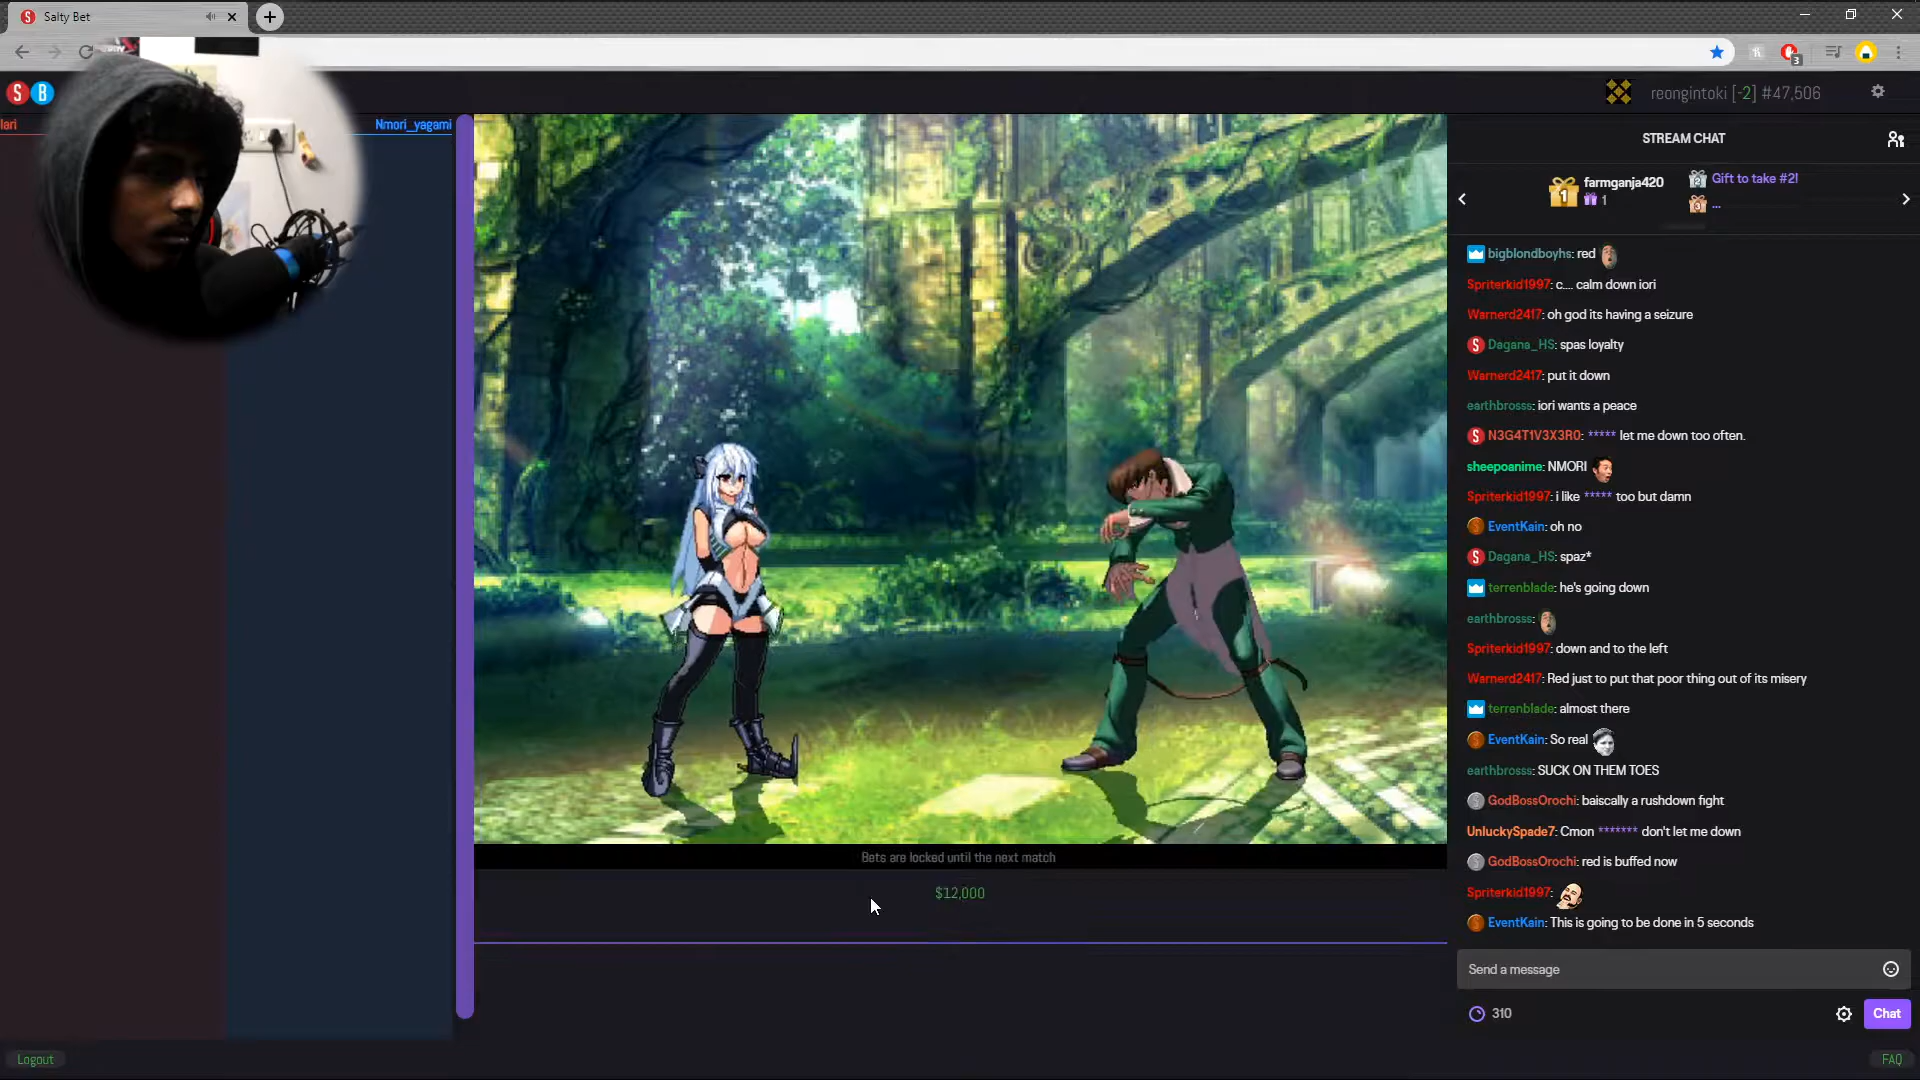 Salty Bet
S B
reongintoki [-2] #47,506
lari
Nmori_yagami
STREAM CHAT
farmganja420
1
Gift to take #2!
...
bigblondboyhs: red
Spriterkid1997: c.... calm down iori
Warnerd2417: oh god its having a seizure
Dagana_HS: spas loyalty
Warnerd2417: put it down
earthbrosss: iori wants a peace
N3G4T1V3X3R0: ***** let me down too often.
sheepoanime: NMORI
Spriterkid1997: i like ***** too but damn
EventKain: oh no
Dagana_HS: spaz*
terrenblade: he's going down
earthbrosss:
Spriterkid1997: down and to the left
Warnerd2417: Red just to put that poor thing out of its misery
terrenblade: almost there
EventKain: So real
earthbrosss: SUCK ON THEM TOES
GodBossOrochi: baiscally a rushdown fight
UnluckySpade7: Cmon ******* don't let me down
GodBossOrochi: red is buffed now
Spriterkid1997:
EventKain: This is going to be done in 5 seconds
Bets are locked until the next match
$12,000
Send a message
310
Chat
Logout
FAQ